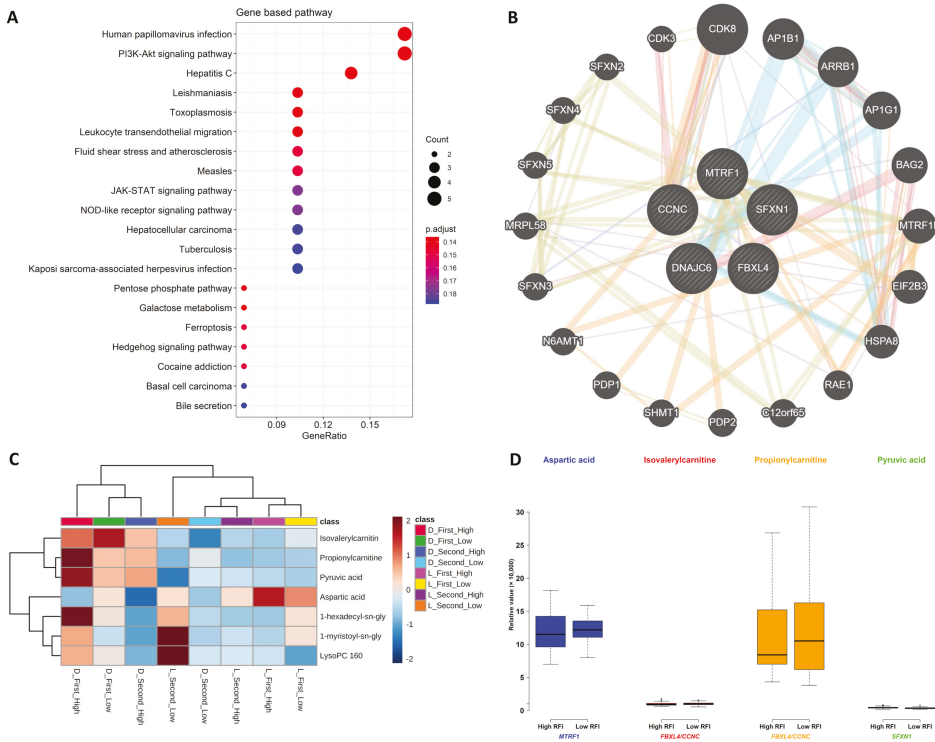 A
Gene based pathway
Human papillomavirus infection
PI3K-Akt signaling pathway
Hepatitis C
Leishmaniasis
Toxoplasmosis
Leukocyte transendothelial migration
Fluid shear stress and atherosclerosis
Measles
JAK-STAT signaling pathway
NOD-like receptor signaling pathway
Hepatocellular carcinoma
Tuberculosis
Kaposi sarcoma-associated herpesvirus infection
Pentose phosphate pathway
Galactose metabolism
Ferroptosis
Hedgehog signaling pathway
Cocaine addiction
Basal cell carcinoma
Bile secretion
0.09 0.12 0.15
GeneRatio
Count
2
3
4
5
p.adjust
0.14
0.15
0.16
0.17
0.18
B
CDK8
CDK3
AP1B1
ARRB1
SFXN2
SFXN4
AP1G1
SFXN5
BAG2
MTRF1
CCNC
SFXN1
MRPL58
MTRF1L
DNAJC6
FBXL4
SFXN3
EIF2B3
N6AMT1
HSPA8
PDP1
RAE1
SHMT1
PDP2
C12orf65
C
class
Isovalerylcarnitin
Propionylcarnitine
Pyruvic acid
Aspartic acid
1-hexadecyl-sn-gly
1-myristoyl-sn-gly
LysoPC 160
D_First_High
D_First_Low
D_Second_High
L_Second_Low
D_Second_Low
L_Second_High
L_First_High
L_First_Low
2
1
0
-1
-2
class
D_First_High
D_First_Low
D_Second_High
D_Second_Low
L_First_High
L_First_Low
L_Second_High
L_Second_Low
D
Aspartic acid Isovalerylcarnitine Propionylcarnitine Pyruvic acid
Relative value (× 10,000)
30
25
20
15
10
5
0
High RFI Low RFI High RFI Low RFI High RFI Low RFI High RFI Low RFI
MTRF1 FBXL4/CCNC FBXL4/CCNC SFXN1